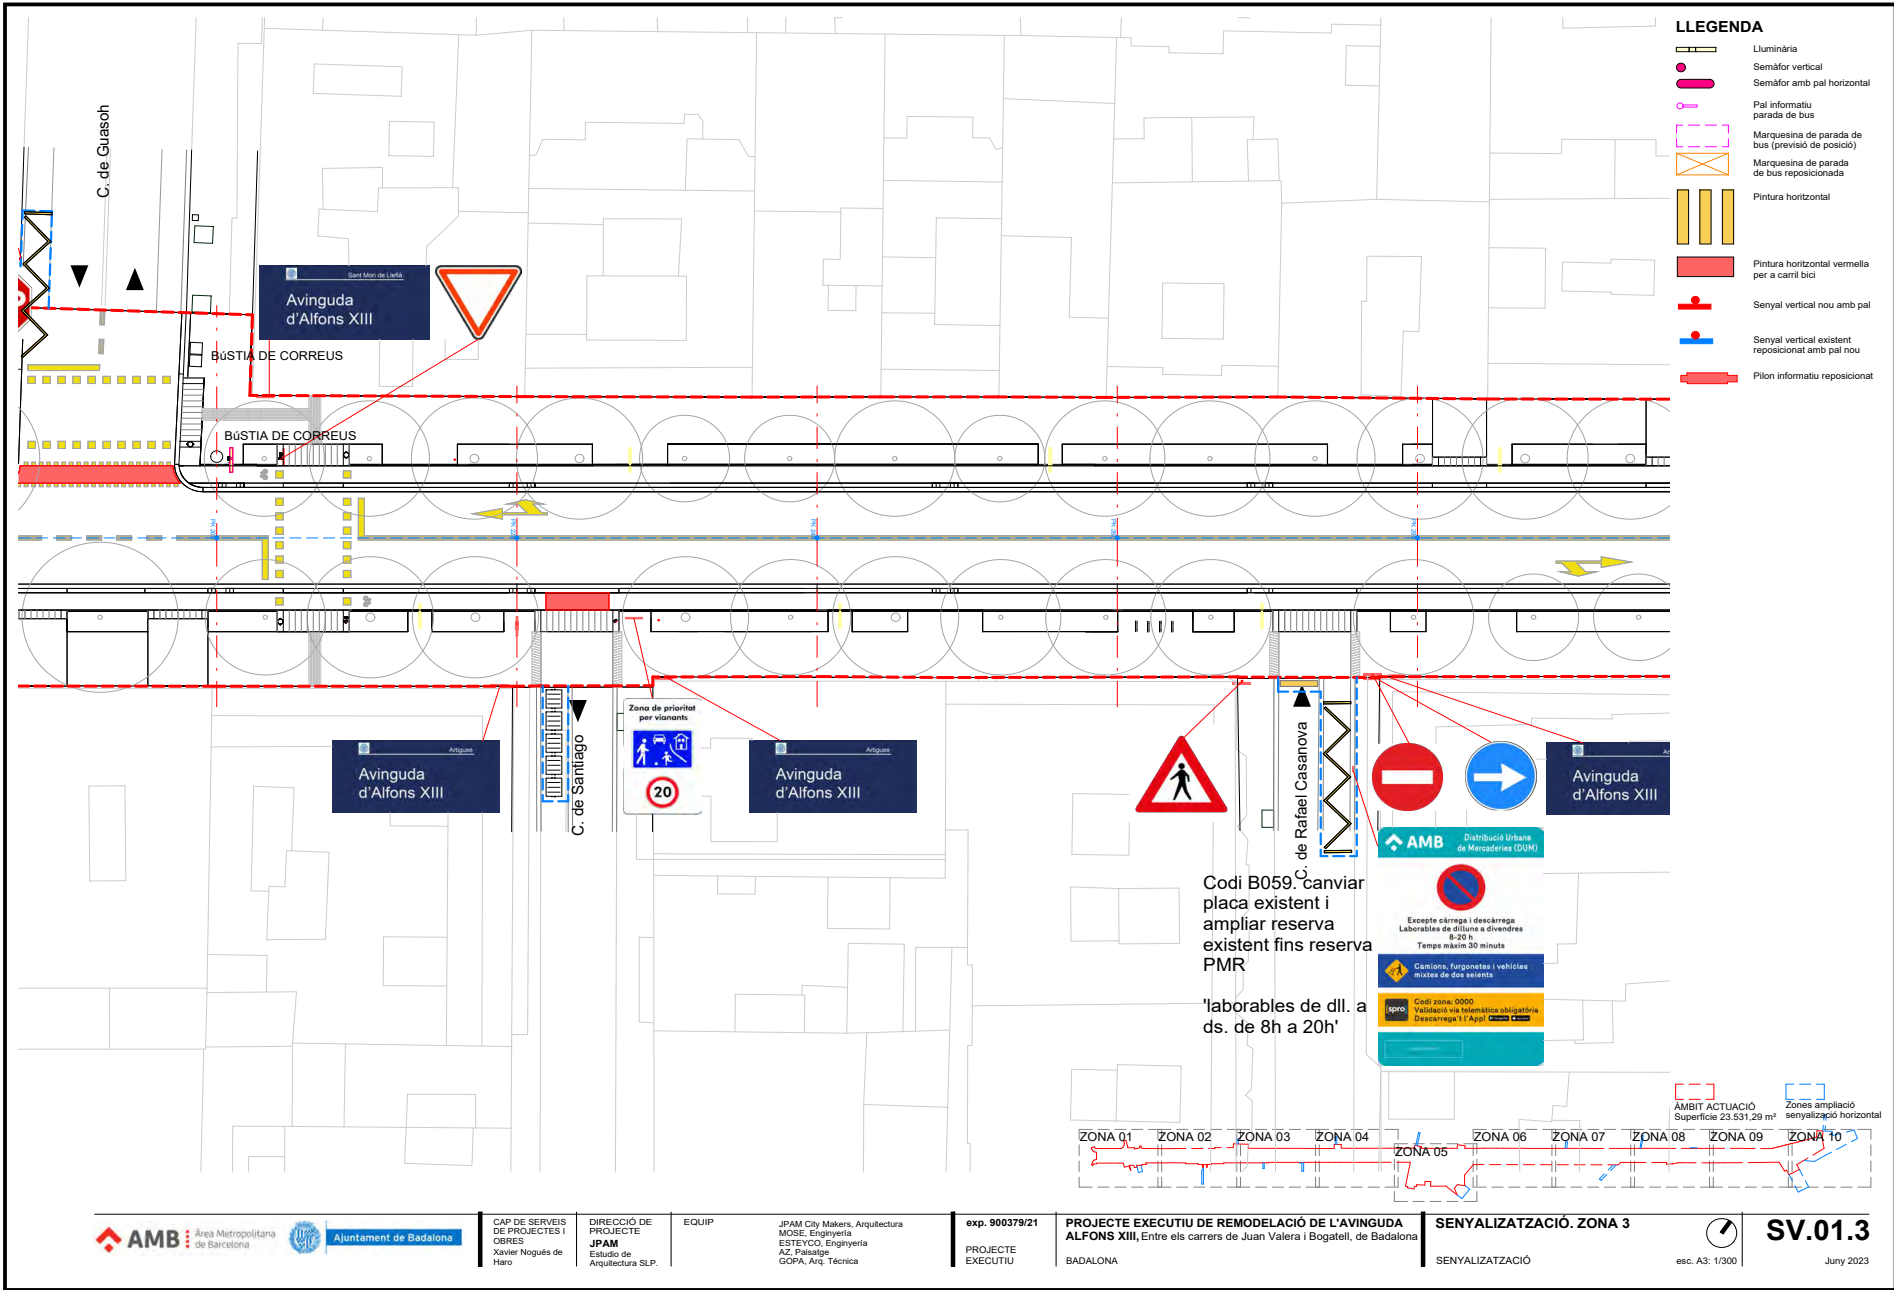 LLEGENDA
Lluminària
Semàfor vertical
Semàfor amb pal horizontal
Pal informatiu
parada de bus
Marquesina de parada de
bus (previsió de posició)
Marquesina de parada
de bus reposicionada
Pintura horitzontal
Pintura horitzontal vermella
per a carril bici
Senyal vertical nou amb pal
Senyal vertical existent
reposicionat amb pal nou
Pilon informatiu reposicionat
C. de Guasoh
Sant Mori de Llefià
Avinguda
d'Alfons XIII
BúSTIA DE CORREUS
BúSTIA DE CORREUS
Artigues
Avinguda
d'Alfons XIII
C. de Santiago
Zona de prioritat
per vianants
20
Artigues
Avinguda
d'Alfons XIII
C. de Rafael Casanova
Avinguda
d'Alfons XIII
Codi B059. canviar
placa existent i
ampliar reserva
existent fins reserva
PMR
'laborables de dll. a
ds. de 8h a 20h'
AMB
Distribució Urbana
de Mercaderies (DUM)
Excepte càrrega i descàrrega
Laborables de dilluns a divendres
8-20 h
Temps màxim 30 minuts
Camions, furgonetes i vehicles
mixtes de dos seients
spro
Codi zona: 0000
Validació via telemàtica obligatòria
Descarrega't l'App!
ÀMBIT ACTUACIÓ
Superfície 23.531,29 m²
Zones ampliació
senyalizació horizontal
ZONA 01
ZONA 02
ZONA 03
ZONA 04
ZONA 05
ZONA 06
ZONA 07
ZONA 08
ZONA 09
ZONA 10
AMB
Àrea Metropolitana
de Barcelona
Ajuntament de Badalona
CAP DE SERVEIS
DE PROJECTES I
OBRES
Xavier Nogués de
Haro
DIRECCIÓ DE
PROJECTE
JPAM
Estudio de
Arquitectura SLP.
EQUIP
JPAM City Makers, Arquitectura
MOSE, Enginyería
ESTEYCO, Enginyería
AZ, Paisatge
GOPA, Arq. Técnica
exp. 900379/21
PROJECTE
EXECUTIU
PROJECTE EXECUTIU DE REMODELACIÓ DE L'AVINGUDA
ALFONS XIII, Entre els carrers de Juan Valera i Bogatell, de Badalona
BADALONA
SENYALIZATZACIÓ. ZONA 3
SENYALIZATZACIÓ
esc. A3: 1/300
SV.01.3
Juny 2023